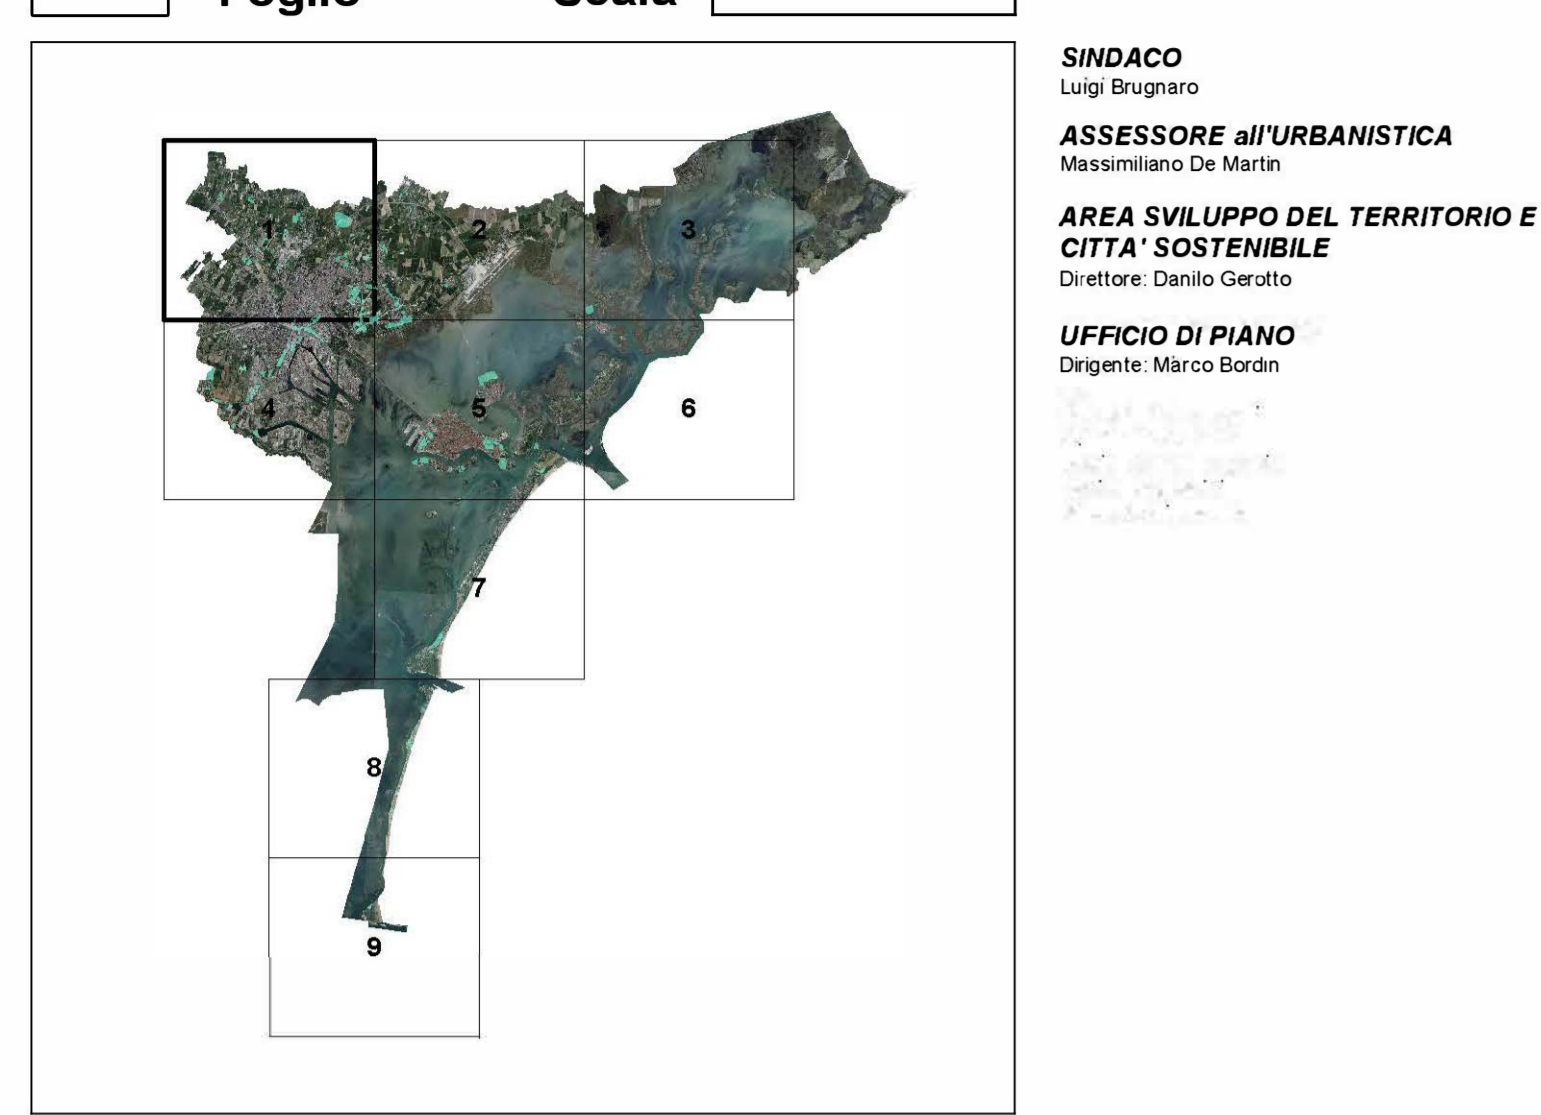 Foglio Scala
SINDACO
Luigi Brugnaro
ASSESSORE all'URBANISTICA
Massimiliano De Martin
AREA SVILUPPO DEL TERRITORIO E
CITTA' SOSTENIBILE
Direttore: Danilo Gerotto
UFFICIO DI PIANO
Dirigente: Marco Bordin
1
2
3
4
5
6
7
8
9